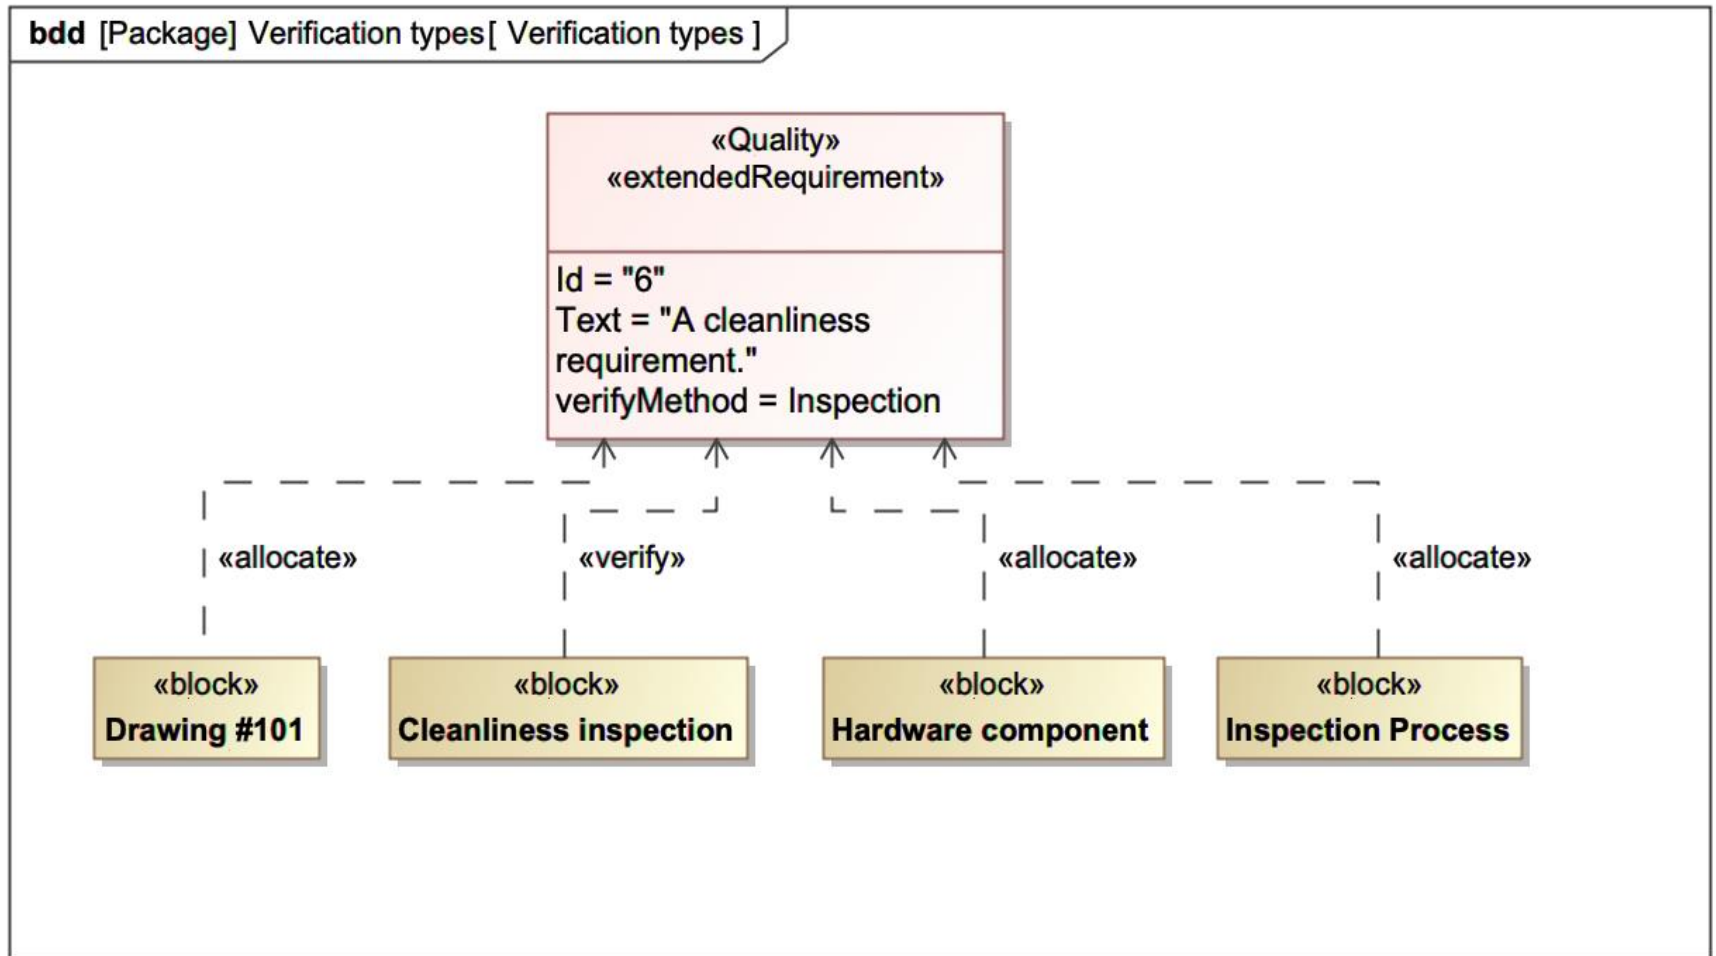 bdd [Package] Verification types[ Verification types ]
«Quality»
«extendedRequirement»
Id = "6"
Text = "A cleanliness
requirement."
verifyMethod = Inspection
«allocate»
«verify»
«allocate»
«allocate»
«block»
Drawing #101
«block»
Cleanliness inspection
«block»
Hardware component
«block»
Inspection Process